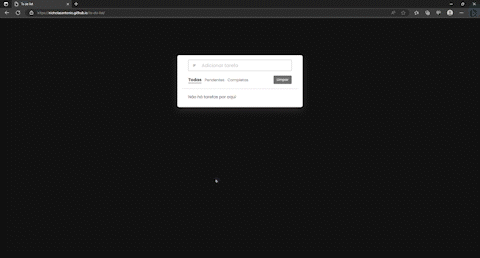 To do list
https://nicholasantonio.github.io/to-do-list/
Adicionar tarefa
Todas Pendentes Completas Limpar
Não há tarefas por aqui